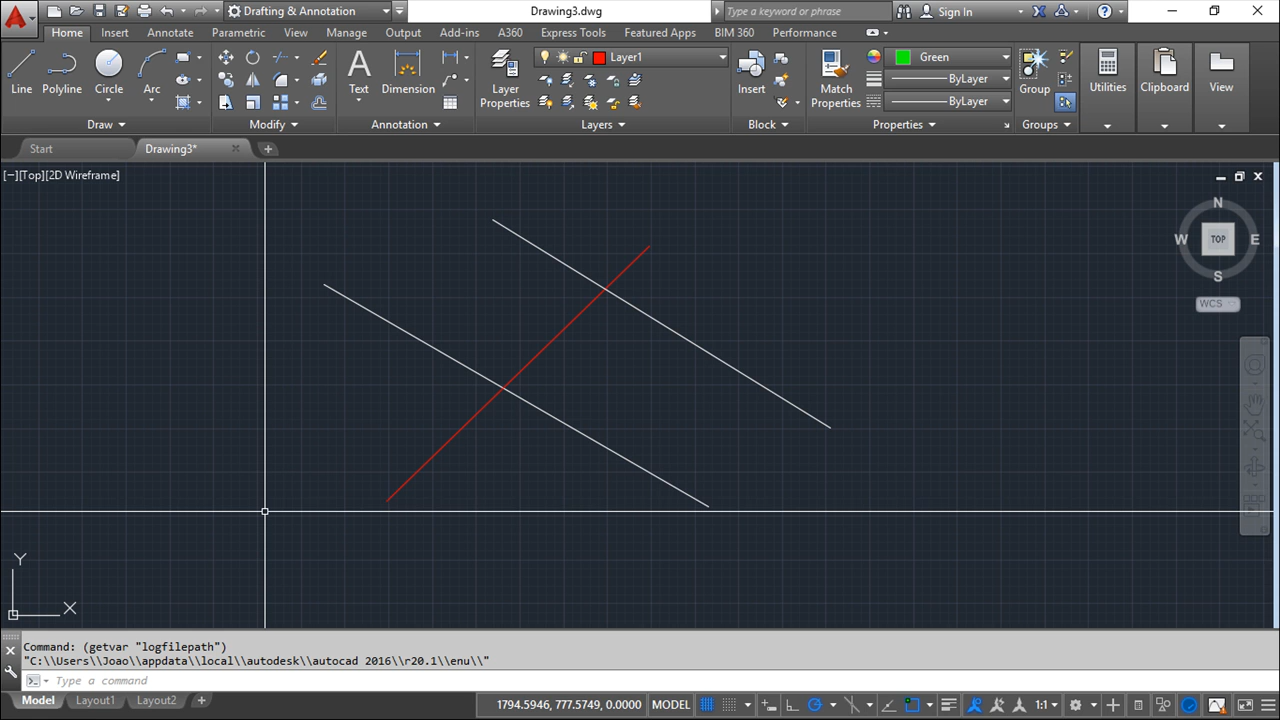 Drafting & Annotation
Drawing3.dwg
Type a keyword or phrase
Sign In
Home Insert Annotate Parametric View Manage Output Add-ins A360 Express Tools Featured Apps BIM 360 Performance
Layer1
Green
ByLayer
ByLayer
Line Polyline Circle Arc Text Dimension Layer Properties Insert Match Properties Group Utilities Clipboard View
Draw Modify Annotation Layers Block Properties Groups
Start Drawing3*
[−][Top][2D Wireframe]
N
W TOP E
S
WCS
Y
X
Command: (getvar "logfilepath")
"C:\\Users\\Joao\\appdata\\local\\autodesk\\autocad 2016\\r20.1\\enu\\"
Type a command
Model Layout1 Layout2 1794.5946, 777.5749, 0.0000 MODEL 1:1